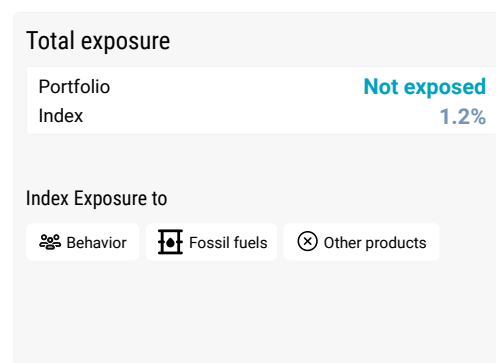 Total exposure
Portfolio Not exposed
Index 1.2%
Index Exposure to
Behavior Fossil fuels Other products